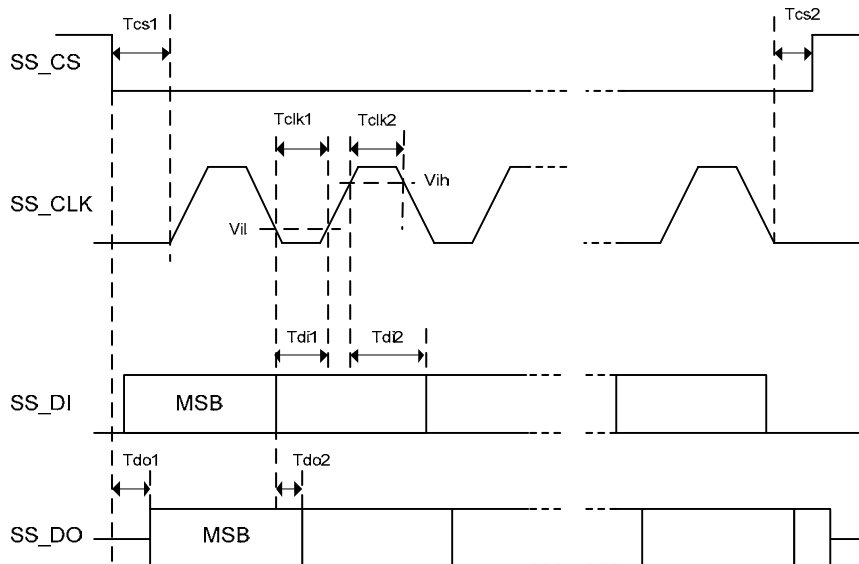 Tcs1
Tcs2
SS_CS
Tclk1
Tclk2
SS_CLK
Vih
Vil
Tdi1
Tdi2
SS_DI
MSB
Tdo1
Tdo2
SS_DO
MSB